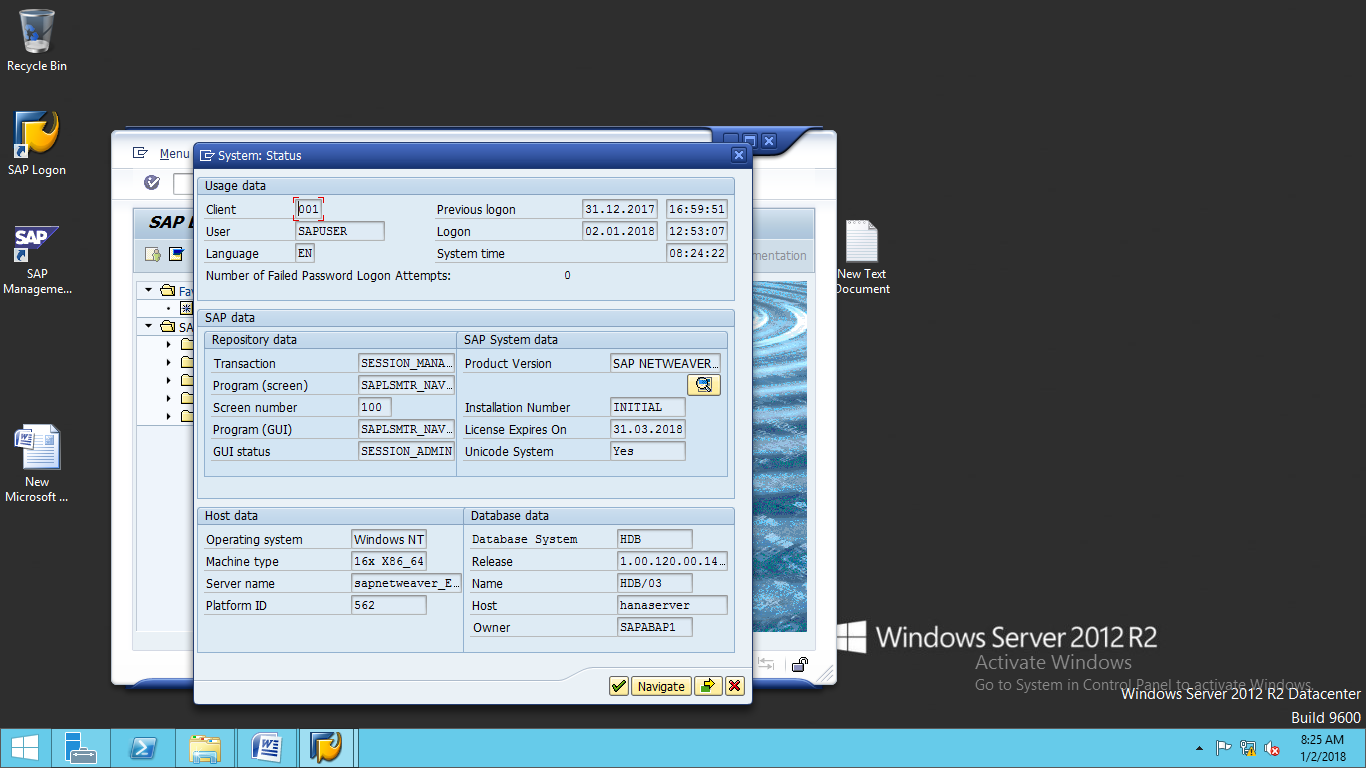 Recycle Bin
SAP Logon
SAP
SAP
Manageme...
New
Microsoft ...
New Text
Document
Menu
System: Status
Usage data
Client 001 Previous logon 31.12.2017 16:59:51
User SAPUSER Logon 02.01.2018 12:53:07
Language EN System time 08:24:22
Number of Failed Password Logon Attempts: 0
SAP
mentation
Fav
SA
SAP data
Repository data SAP System data
Transaction SESSION_MANA... Product Version SAP NETWEAVER...
Program (screen) SAPLSMTR_NAV...
Screen number 100 Installation Number INITIAL
Program (GUI) SAPLSMTR_NAV... License Expires On 31.03.2018
GUI status SESSION_ADMIN Unicode System Yes
Host data Database data
Operating system Windows NT Database System HDB
Machine type 16x X86_64 Release 1.00.120.00.14...
Server name sapnetweaver_E... Name HDB/03
Platform ID 562 Host hanaserver
Owner SAPABAP1
Navigate
Windows Server 2012 R2
Activate Windows
Go to System in Control Panel to activate Windows.
Windows Server 2012 R2 Datacenter
Build 9600
8:25 AM
1/2/2018